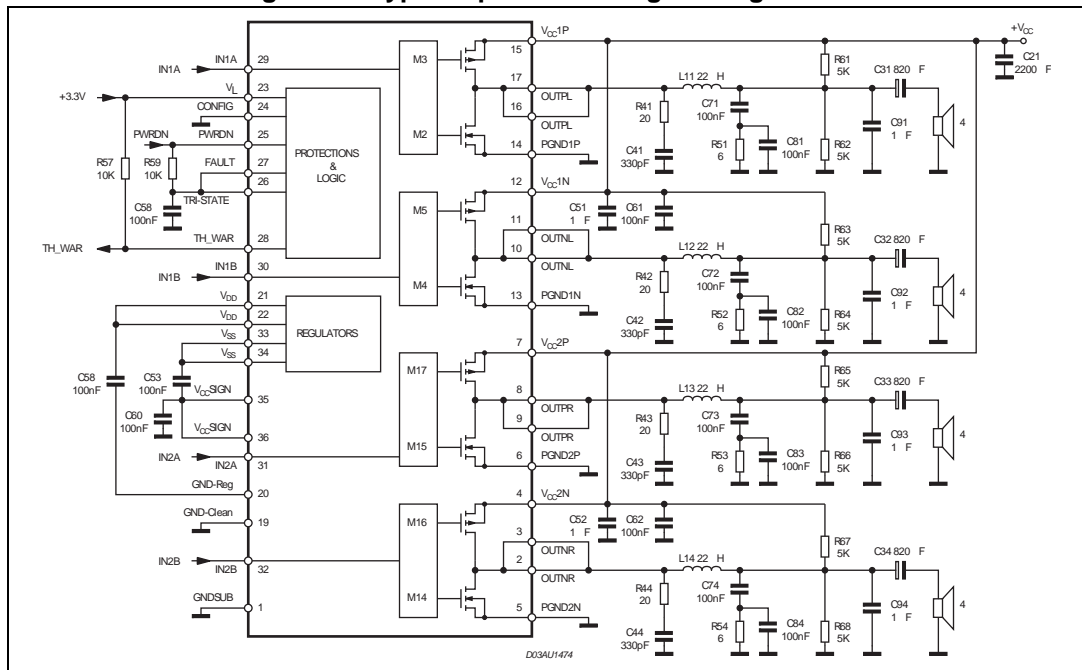 +VCC
VCC1P
15
C21
2200 F
IN1A
IN1A
29
M3
17
OUTPL
16
OUTPL
M2
14
PGND1P
L11 22 H
R61
5K
C31 820 F
R41
20
C71
100nF
C91
1 F
4
C41
330pF
R51
6
C81
100nF
R62
5K
+3.3V
VL
23
CONFIG
24
PWRDN
PWRDN
25
FAULT
27
26
TRI-STATE
R57
10K
R59
10K
C58
100nF
PROTECTIONS
&
LOGIC
TH_WAR
TH_WAR
28
IN1B
IN1B
30
12
VCC1N
M5
11
OUTNL
10
OUTNL
M4
13
PGND1N
C51
1 F
C61
100nF
R63
5K
L12 22 H
C32 820 F
R42
20
C72
100nF
C92
1 F
4
C42
330pF
R52
6
C82
100nF
R64
5K
VDD
21
VDD
22
VSS
33
VSS
34
REGULATORS
C58
100nF
C53
100nF
VCCSIGN
35
C60
100nF
VCCSIGN
36
IN2A
IN2A
31
GND-Reg
20
GND-Clean
19
7
VCC2P
M17
8
OUTPR
9
OUTPR
M15
6
PGND2P
R65
5K
L13 22 H
C33 820 F
R43
20
C73
100nF
C93
1 F
4
C43
330pF
R53
6
C83
100nF
R66
5K
4
VCC2N
M16
3
OUTNR
2
OUTNR
IN2B
IN2B
32
M14
5
PGND2N
GNDSUB
1
C52
1 F
C62
100nF
R67
5K
L14 22 H
C34 820 F
R44
20
C74
100nF
C94
1 F
4
C44
330pF
R54
6
C84
100nF
R68
5K
D03AU1474